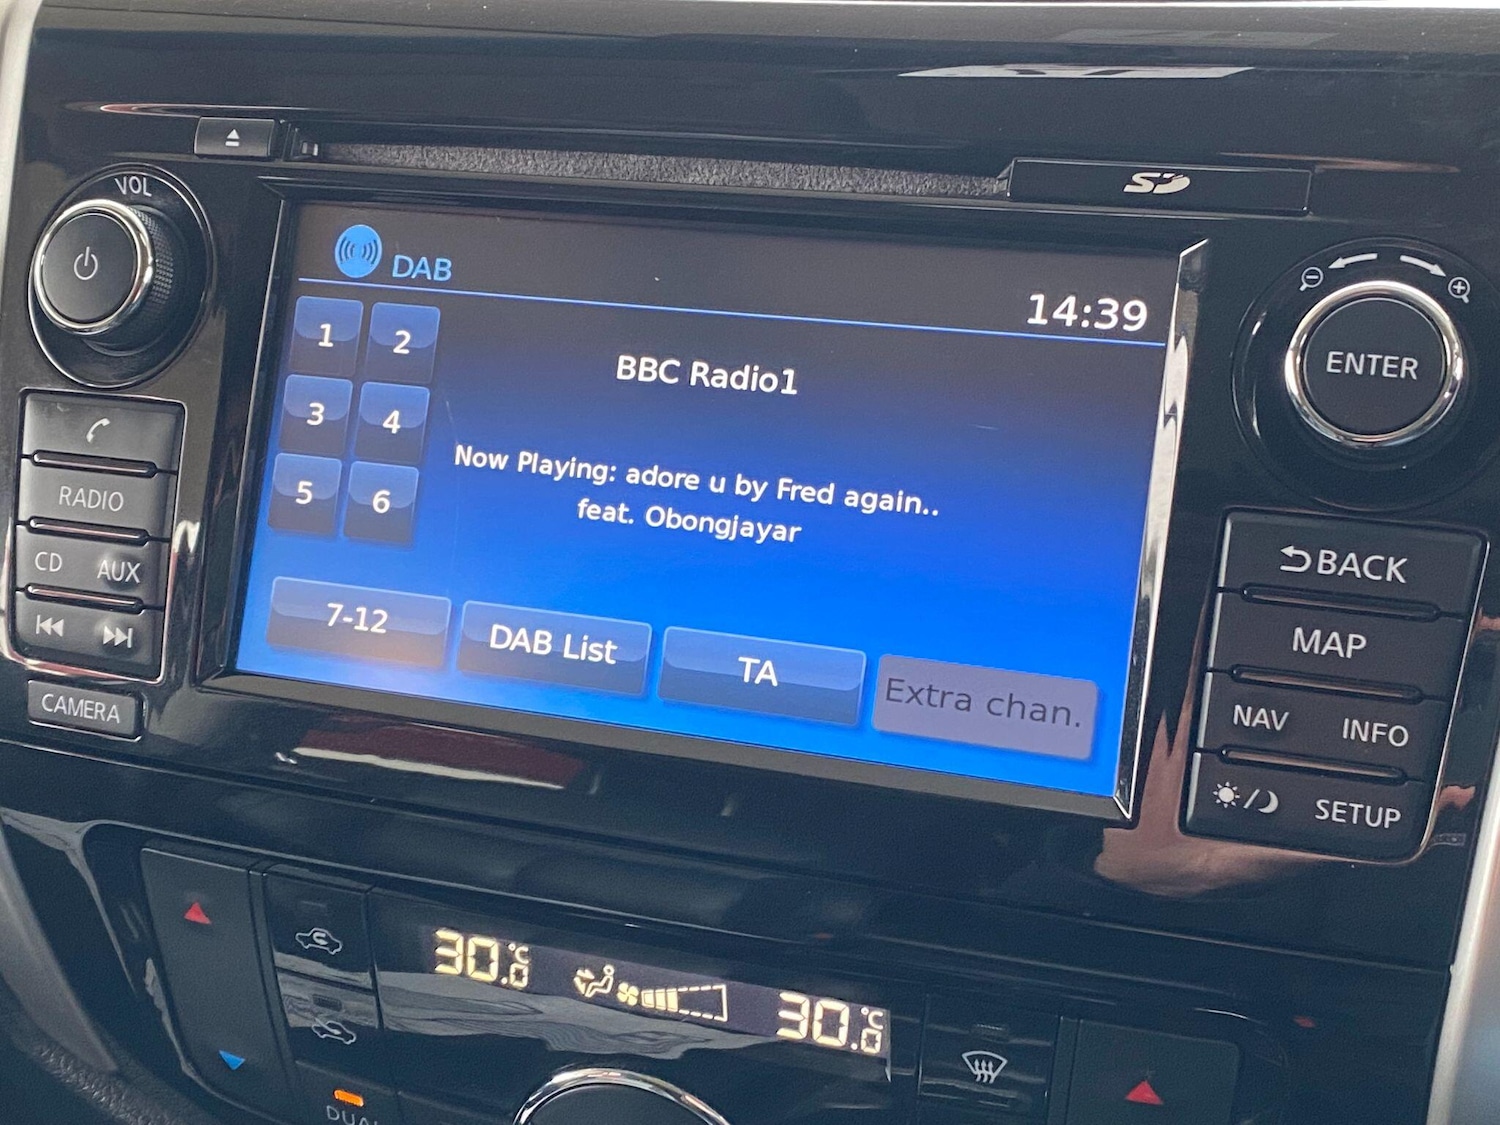 VOL
SD
DAB
14:39
1
2
3
4
5
6
BBC Radio1
Now Playing: adore u by Fred again..
feat. Obongjayar
7-12
DAB List
TA
Extra chan.
RADIO
CD AUX
CAMERA
ENTER
BACK
MAP
NAV INFO
SETUP
30.0°C
30.0°C